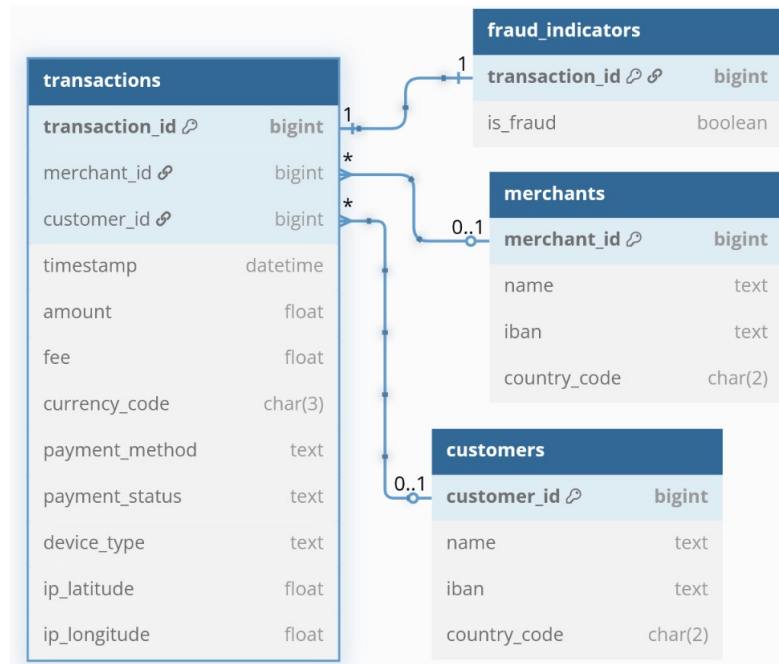 transactions
transaction_id bigint
merchant_id bigint
customer_id bigint
timestamp datetime
amount float
fee float
currency_code char(3)
payment_method text
payment_status text
device_type text
ip_latitude float
ip_longitude float
1
1
*
0..1
*
0..1
fraud_indicators
transaction_id bigint
is_fraud boolean
merchants
merchant_id bigint
name text
iban text
country_code char(2)
customers
customer_id bigint
name text
iban text
country_code char(2)